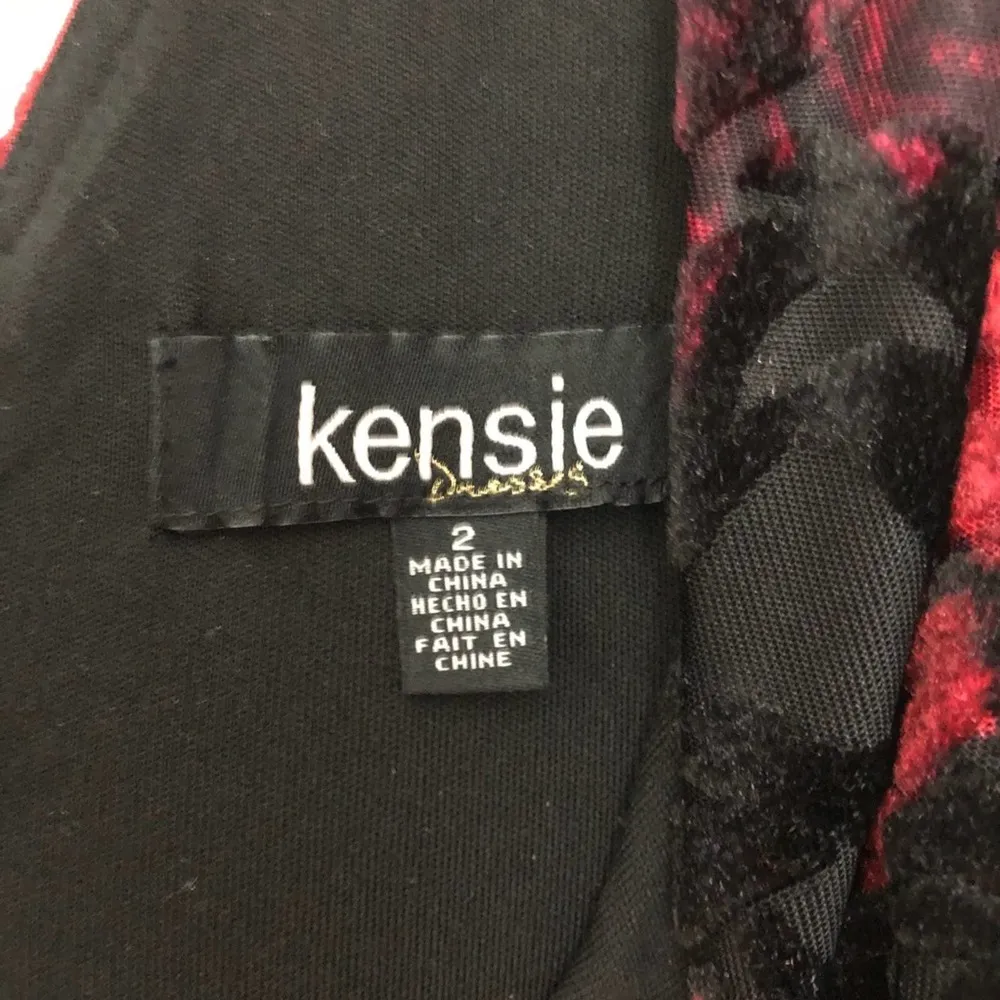 kensie
Dresses
2
MADE IN
CHINA
HECHO EN
CHINA
FAIT EN
CHINE